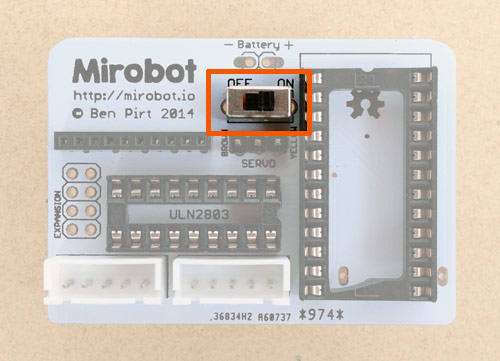 - Battery +
Mirobot
OFF ON
http://mirobot.io
© Ben Pirt 2014
SERVO
EXPANSION
ULN2803
36834H2 A60737 *974*